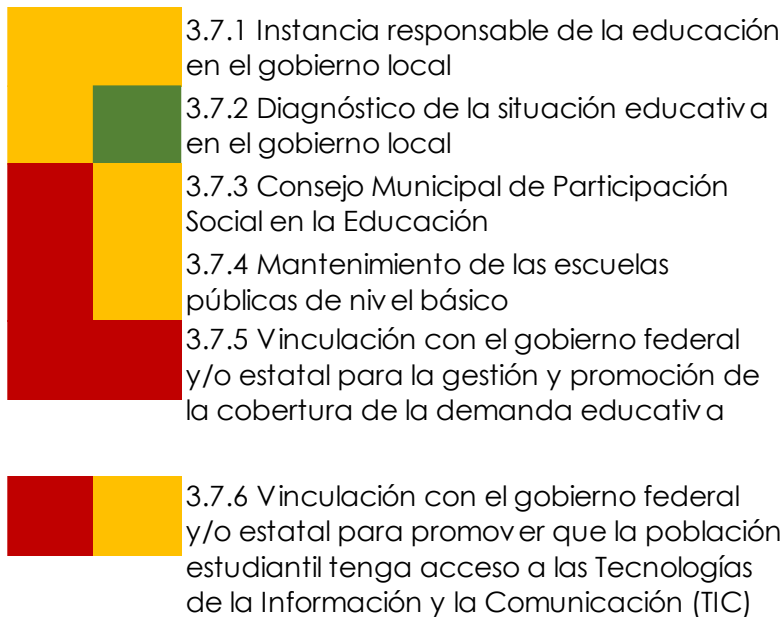 3.7.1 Instancia responsable de la educación
en el gobierno local
3.7.2 Diagnóstico de la situación educativa
en el gobierno local
3.7.3 Consejo Municipal de Participación
Social en la Educación
3.7.4 Mantenimiento de las escuelas
públicas de nivel básico
3.7.5 Vinculación con el gobierno federal
y/o estatal para la gestión y promoción de
la cobertura de la demanda educativa
3.7.6 Vinculación con el gobierno federal
y/o estatal para promover que la población
estudiantil tenga acceso a las Tecnologías
de la Información y la Comunicación (TIC)